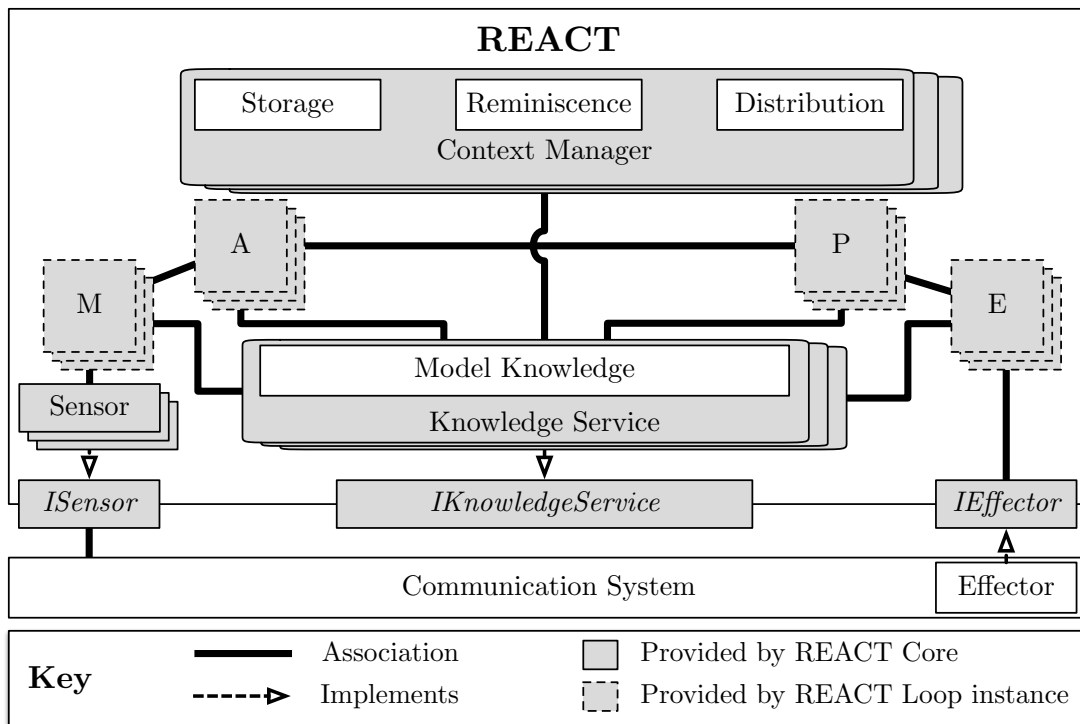 REACT
Storage
Reminiscence
Distribution
Context Manager
A
P
M
E
Model Knowledge
Sensor
Knowledge Service
ISensor
IKnowledgeService
IEffector
Communication System
Effector
Key
Association
Provided by REACT Core
Implements
Provided by REACT Loop instance